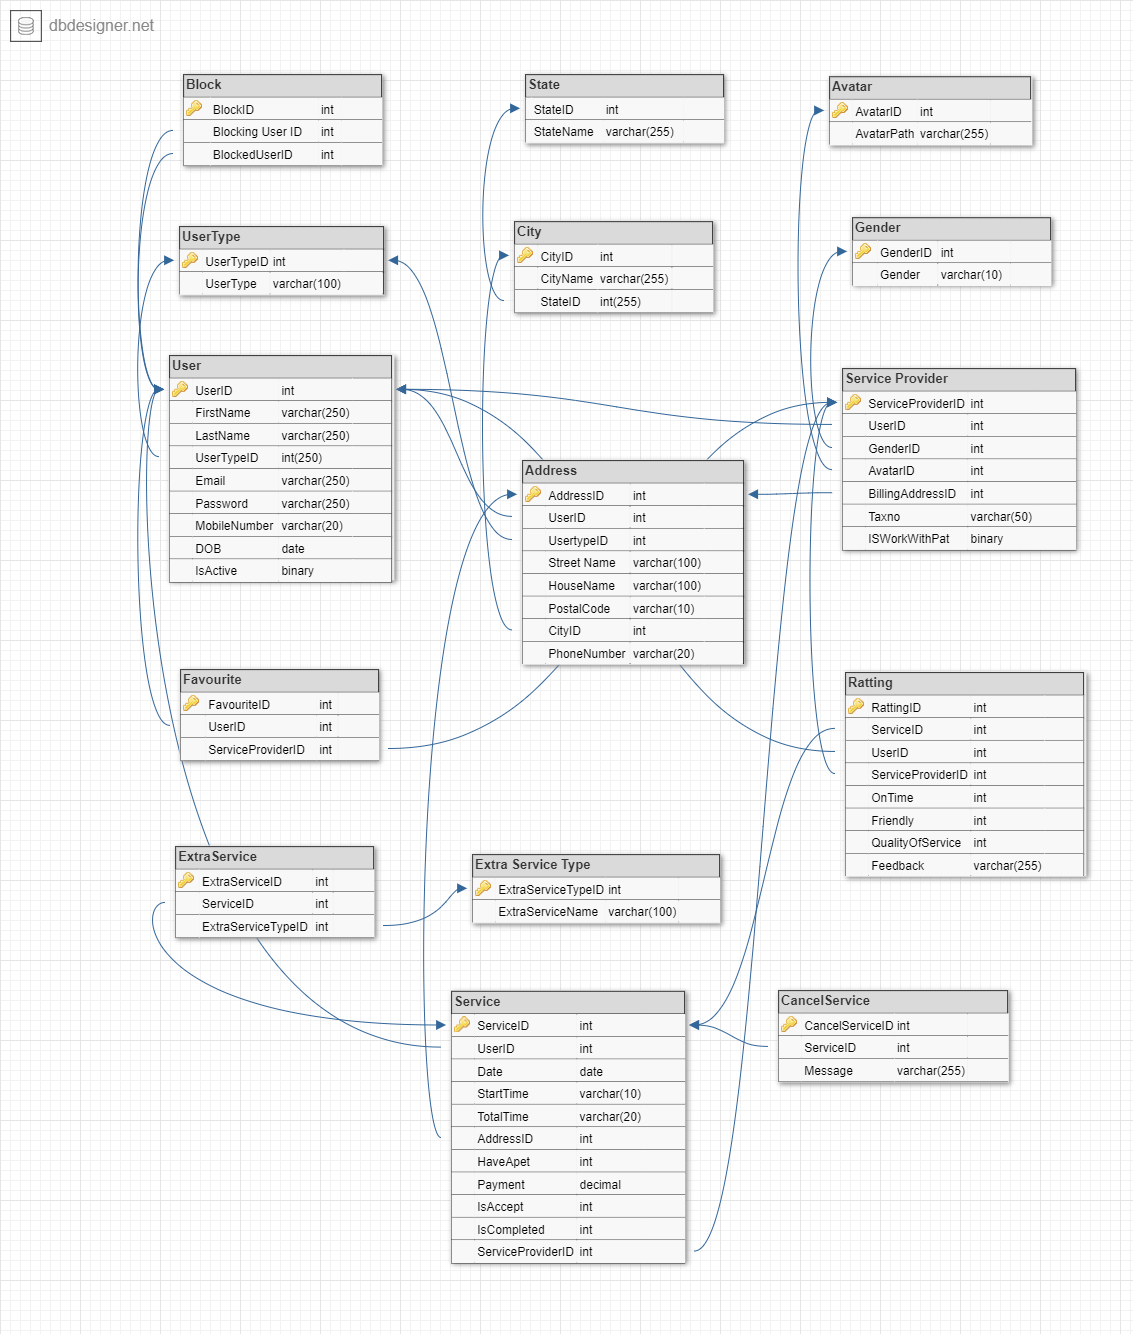 dbdesigner.net
Block
BlockID int
Blocking User ID int
BlockedUserID int
State
StateID int
StateName varchar(255)
Avatar
AvatarID int
AvatarPath varchar(255)
UserType
UserTypeID int
UserType varchar(100)
City
CityID int
CityName varchar(255)
StateID int(255)
Gender
GenderID int
Gender varchar(10)
User
UserID int
FirstName varchar(250)
LastName varchar(250)
UserTypeID int(250)
Email varchar(250)
Password varchar(250)
MobileNumber varchar(20)
DOB date
IsActive binary
Service Provider
ServiceProviderID int
UserID int
GenderID int
AvatarID int
BillingAddressID int
Taxno varchar(50)
ISWorkWithPat binary
Address
AddressID int
UserID int
UsertypeID int
Street Name varchar(100)
HouseName varchar(100)
PostalCode varchar(10)
CityID int
PhoneNumber varchar(20)
Favourite
FavouriteID int
UserID int
ServiceProviderID int
Ratting
RattingID int
ServiceID int
UserID int
ServiceProviderID int
OnTime int
Friendly int
QualityOfService int
Feedback varchar(255)
ExtraService
ExtraServiceID int
ServiceID int
ExtraServiceTypeID int
Extra Service Type
ExtraServiceTypeID int
ExtraServiceName varchar(100)
Service
ServiceID int
UserID int
Date date
StartTime varchar(10)
TotalTime varchar(20)
AddressID int
HaveApet int
Payment decimal
IsAccept int
IsCompleted int
ServiceProviderID int
CancelService
CancelServiceID int
ServiceID int
Message varchar(255)